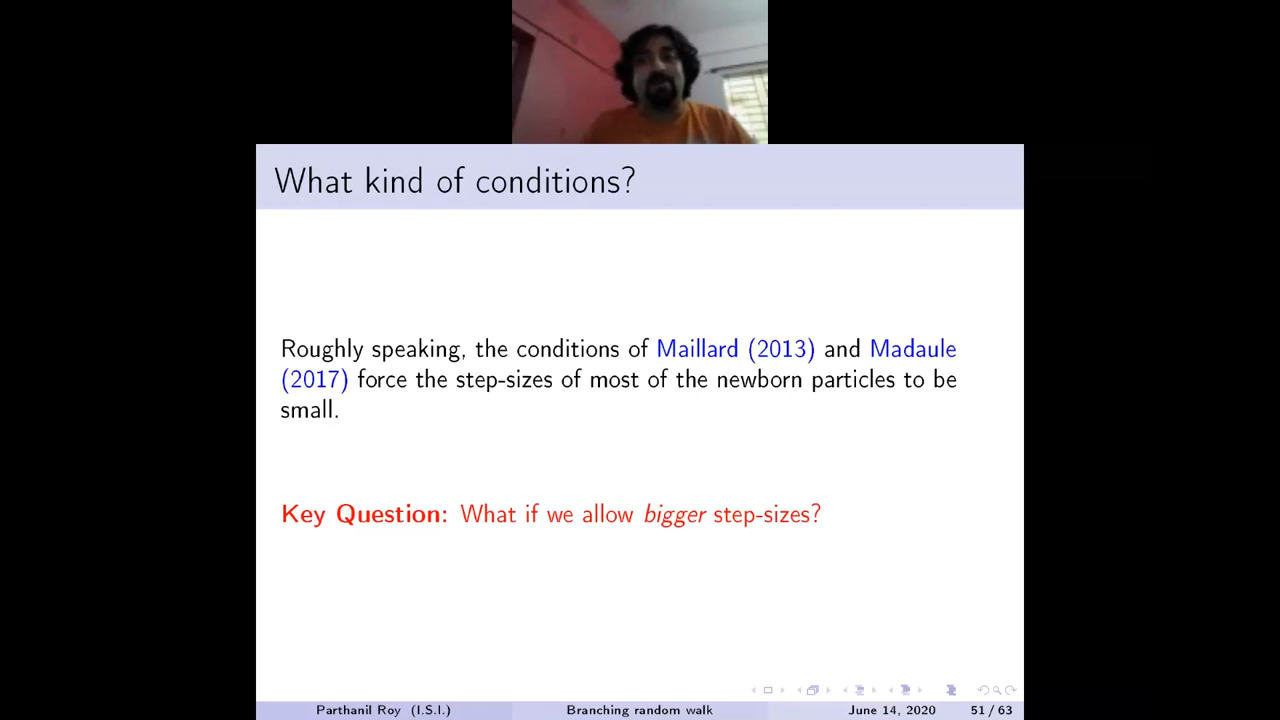 What kind of conditions?
Roughly speaking, the conditions of Maillard (2013) and Madaule
(2017) force the step-sizes of most of the newborn particles to be
small.
Key Question: What if we allow bigger step-sizes?
Parthanil Roy (I.S.I.) Branching random walk June 14, 2020 51 / 63